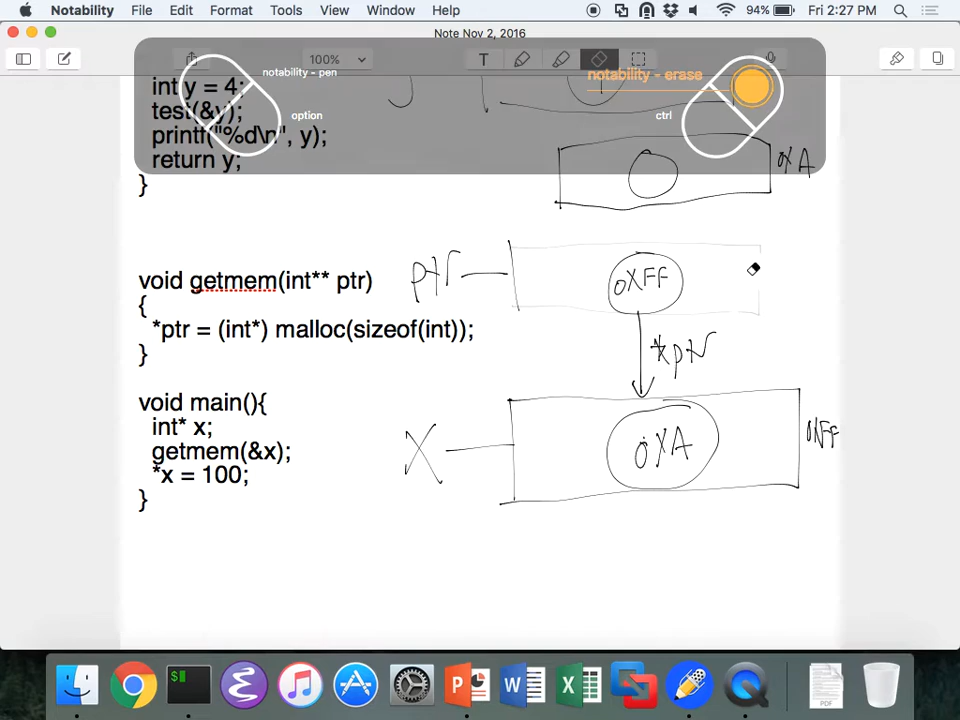 Notability File Edit Format Tools View Window Help 94% Fri 2:27 PM
Note Nov 2, 2016
100% T
notability - pen
notability - erase
option
ctrl
int y = 4;
test(&y);
printf("%d\n", y);
return y;
}
0XA
void getmem(int** ptr)
{
*ptr = (int*) malloc(sizeof(int));
}
ptr
0XFF
*ptr
void main(){
int* x;
getmem(&x);
*x = 100;
}
X
0XA
0XFF
$
P W X
PDF